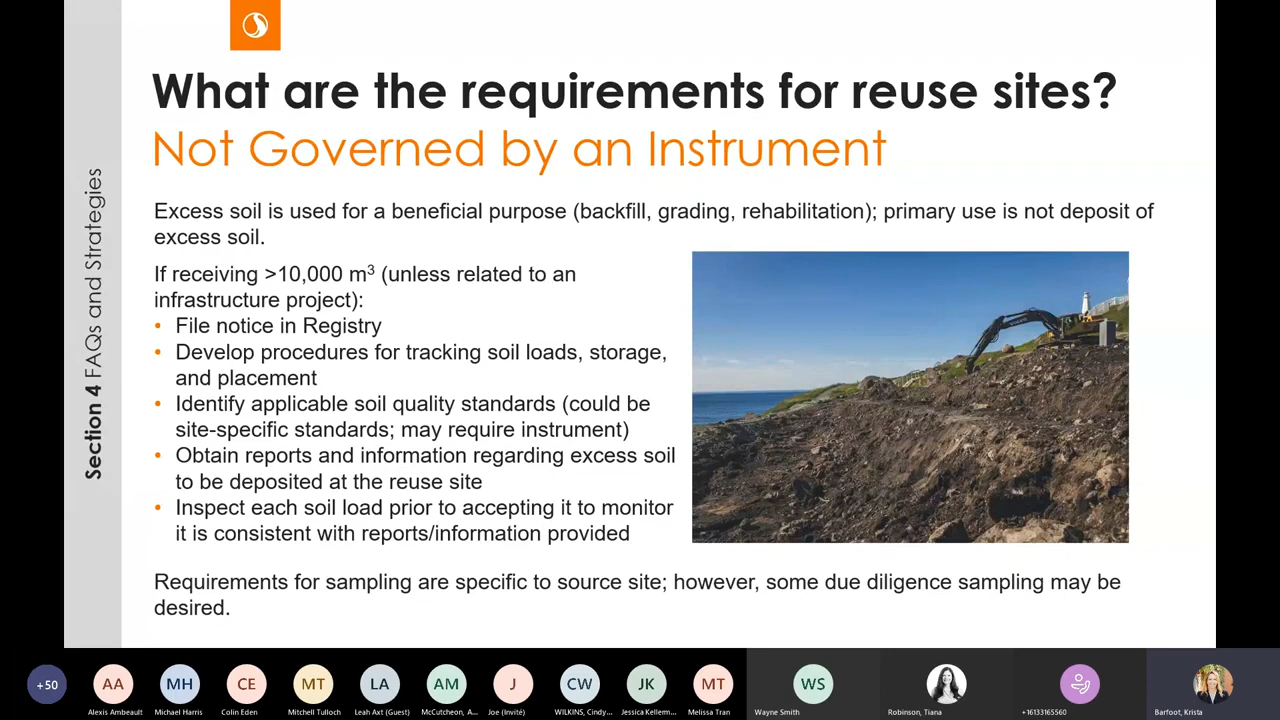 What are the requirements for reuse sites?
Not Governed by an Instrument
Section 4 FAQs and Strategies
Excess soil is used for a beneficial purpose (backfill, grading, rehabilitation); primary use is not deposit of
excess soil.
If receiving >10,000 m³ (unless related to an
infrastructure project):
• File notice in Registry
• Develop procedures for tracking soil loads, storage,
and placement
• Identify applicable soil quality standards (could be
site-specific standards; may require instrument)
• Obtain reports and information regarding excess soil
to be deposited at the reuse site
• Inspect each soil load prior to accepting it to monitor
it is consistent with reports/information provided
Requirements for sampling are specific to source site; however, some due diligence sampling may be
desired.
+50 AA MH CE MT LA AM J CW JK MT WS
Alexis Ambeault Michael Harris Colin Eden Mitchell Tulloch Leah Axt (Guest) McCutcheon, A... Joe (Invité) WILKINS, Cindy... Jessica Kellem... Melissa Tran Wayne Smith Robinson, Tiana +16133165560 Barfoot, Krista